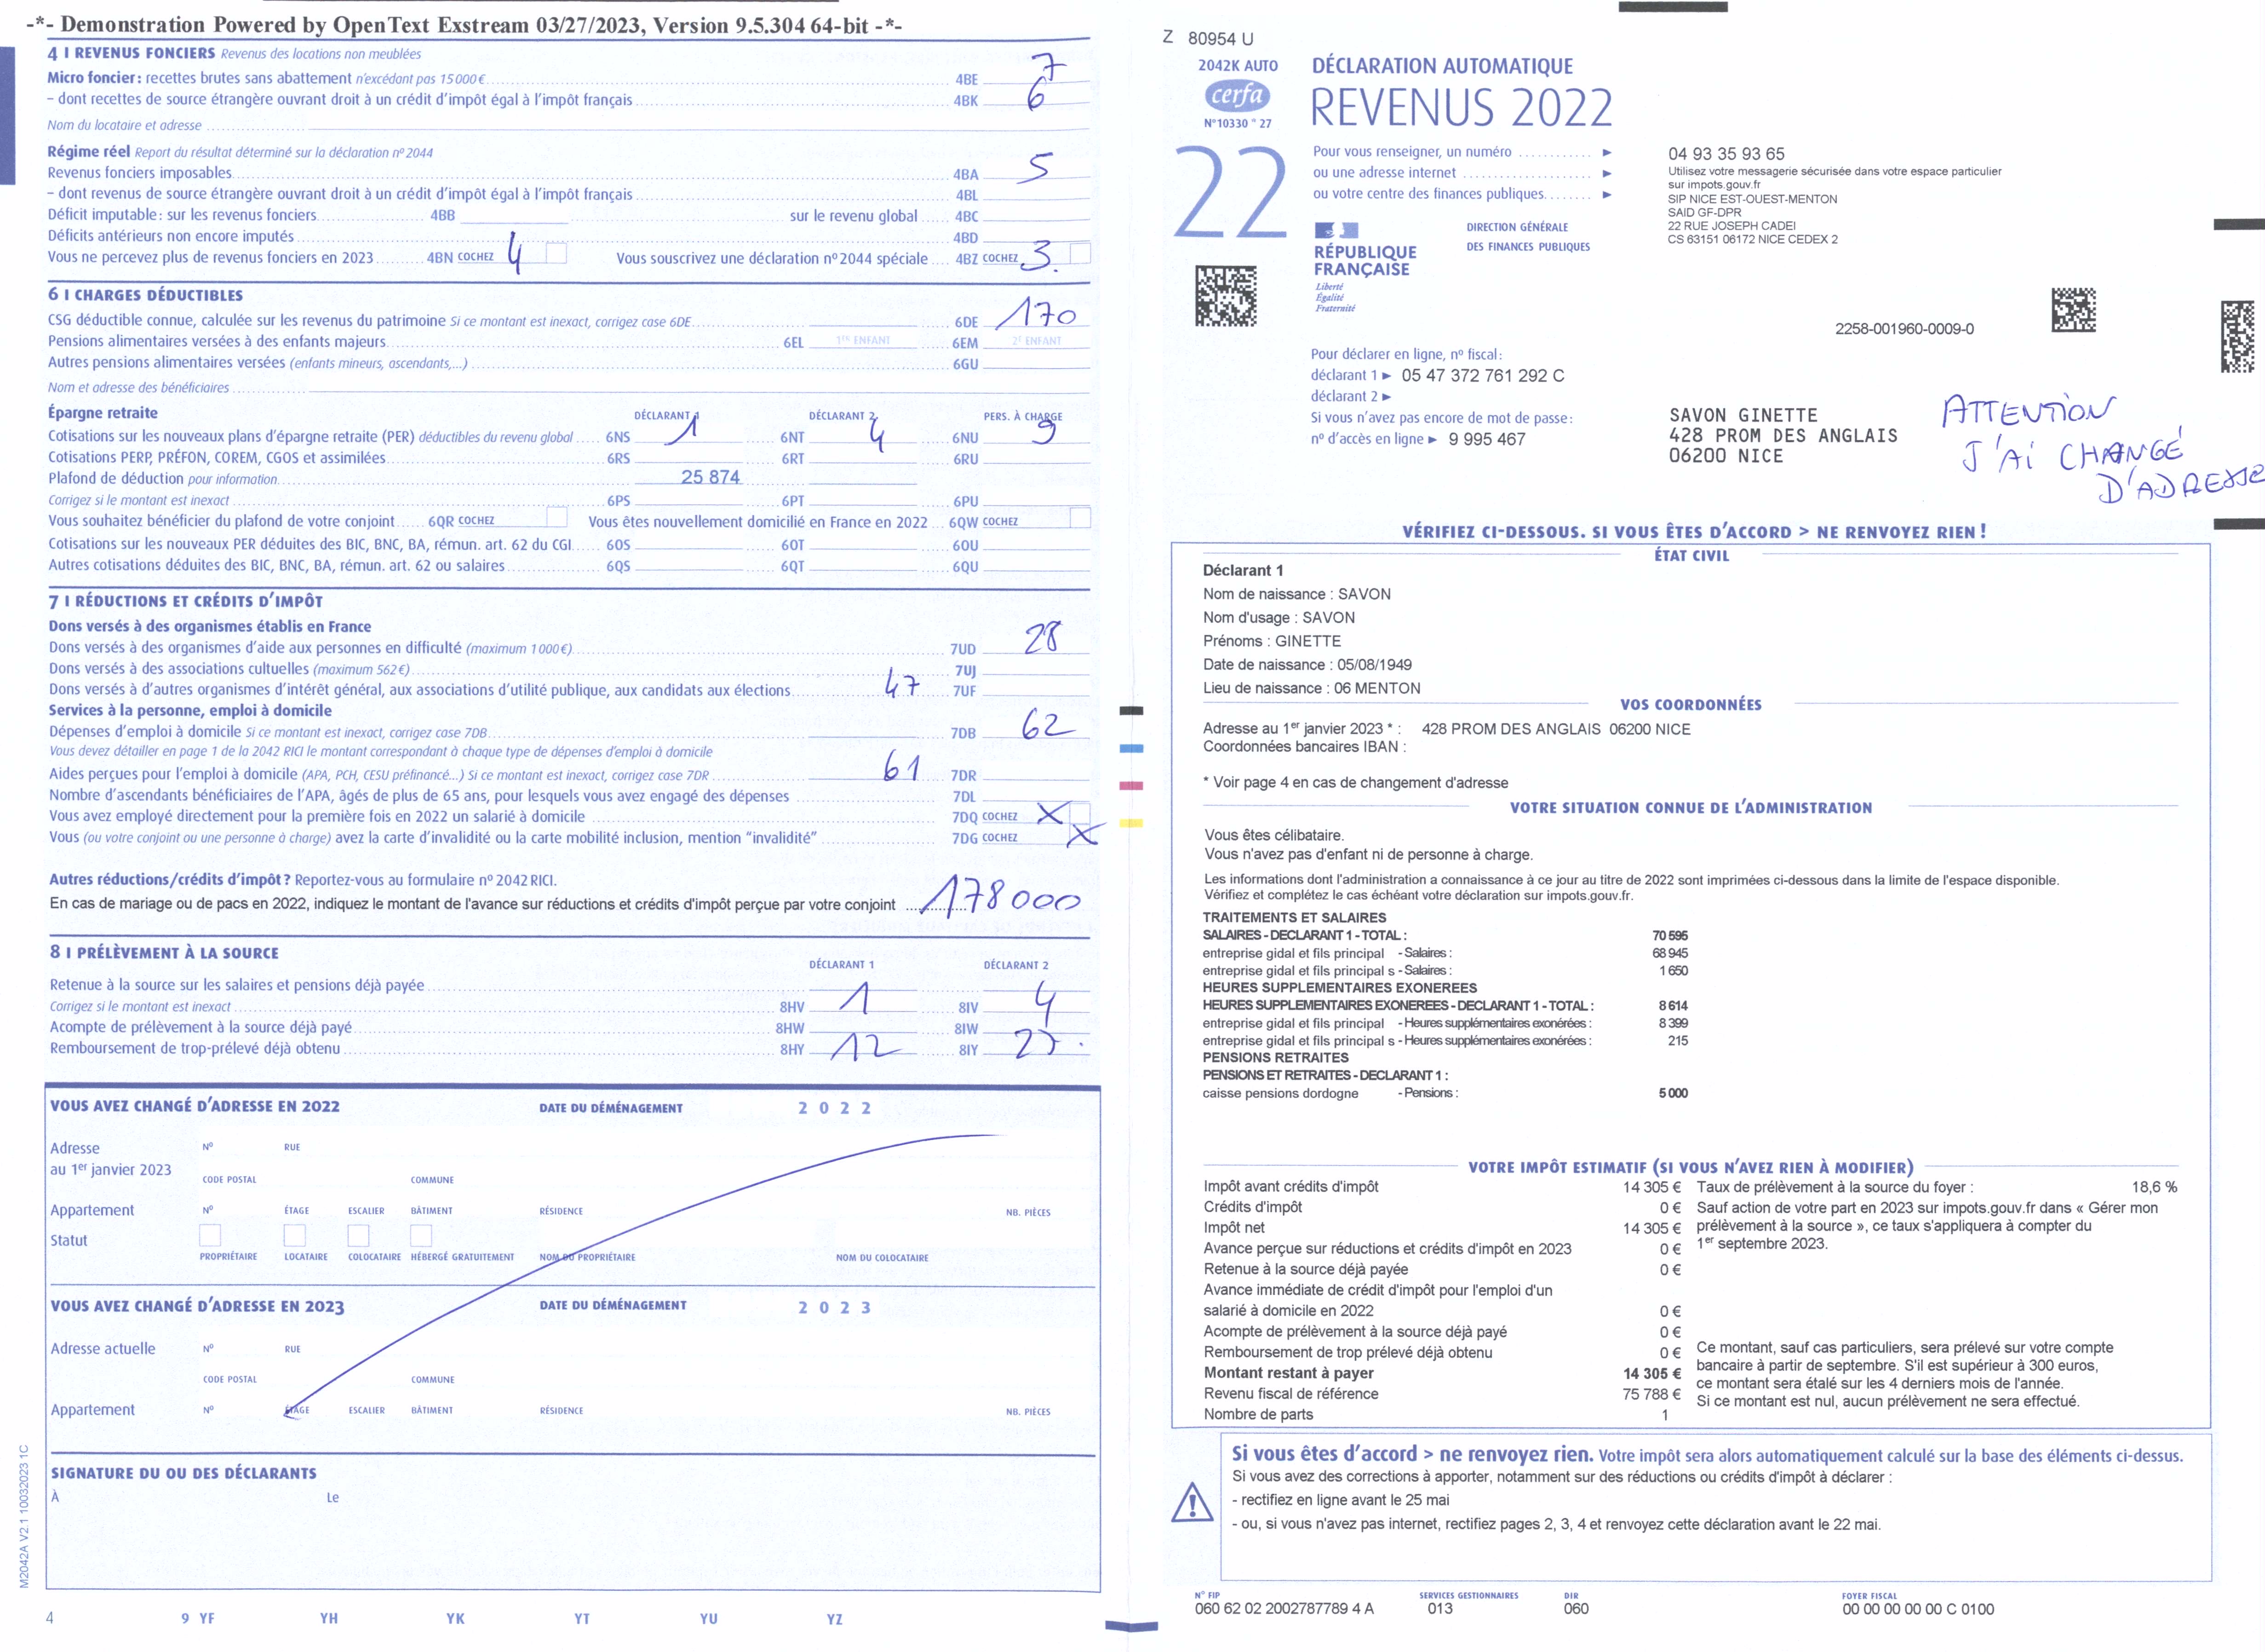 -*- Demonstration Powered by OpenText Exstream 03/27/2023, Version 9.5.304 64-bit -*-
4 I REVENUS FONCIERS Revenus des locations non meublées
Micro foncier : recettes brutes sans abattement n'excédant pas 15 000 € 4BE 7
– dont recettes de source étrangère ouvrant droit à un crédit d'impôt égal à l'impôt français 4BK 6
Nom du locataire et adresse
Régime réel Report du résultat déterminé sur la déclaration nº 2044
Revenus fonciers imposables 4BA 5
– dont revenus de source étrangère ouvrant droit à un crédit d'impôt égal à l'impôt français 4BL
Déficit imputable : sur les revenus fonciers 4BB sur le revenu global 4BC
Déficits antérieurs non encore imputés 4BD
Vous ne percevez plus de revenus fonciers en 2023 4BN COCHEZ 4 Vous souscrivez une déclaration nº 2044 spéciale 4BZ COCHEZ 3.
6 I CHARGES DÉDUCTIBLES
CSG déductible connue, calculée sur les revenus du patrimoine Si ce montant est inexact, corrigez case 6DE 6DE 170
Pensions alimentaires versées à des enfants majeurs 6EL 1ER ENFANT 6EM 2E ENFANT
Autres pensions alimentaires versées (enfants mineurs, ascendants,...) 6GU
Nom et adresse des bénéficiaires
Épargne retraite DÉCLARANT 1 DÉCLARANT 2 PERS. À CHARGE
Cotisations sur les nouveaux plans d'épargne retraite (PER) déductibles du revenu global 6NS 1 6NT 4 6NU 9
Cotisations PERP, PRÉFON, COREM, CGOS et assimilées 6RS 6RT 6RU
Plafond de déduction pour information 25 874
Corrigez si le montant est inexact 6PS 6PT 6PU
Vous souhaitez bénéficier du plafond de votre conjoint 6QR COCHEZ Vous êtes nouvellement domicilié en France en 2022 6QW COCHEZ
Cotisations sur les nouveaux PER déduites des BIC, BNC, BA, rémun. art. 62 du CGI 6OS 6OT 6OU
Autres cotisations déduites des BIC, BNC, BA, rémun. art. 62 ou salaires 6QS 6QT 6QU
7 I RÉDUCTIONS ET CRÉDITS D'IMPÔT
Dons versés à des organismes établis en France
Dons versés à des organismes d'aide aux personnes en difficulté (maximum 1 000 €) 7UD 28
Dons versés à des associations cultuelles (maximum 562 €) 7UJ
Dons versés à d'autres organismes d'intérêt général, aux associations d'utilité publique, aux candidats aux élections 47 7UF
Services à la personne, emploi à domicile
Dépenses d'emploi à domicile Si ce montant est inexact, corrigez case 7DB 7DB 62
Vous devez détailler en page 1 de la 2042 RICI le montant correspondant à chaque type de dépenses d'emploi à domicile
Aides perçues pour l'emploi à domicile (APA, PCH, CESU préfinancé...) Si ce montant est inexact, corrigez case 7DR 61 7DR
Nombre d'ascendants bénéficiaires de l'APA, âgés de plus de 65 ans, pour lesquels vous avez engagé des dépenses 7DL
Vous avez employé directement pour la première fois en 2022 un salarié à domicile 7DQ COCHEZ X
Vous (ou votre conjoint ou une personne à charge) avez la carte d'invalidité ou la carte mobilité inclusion, mention "invalidité" 7DG COCHEZ X
Autres réductions/crédits d'impôt ? Reportez-vous au formulaire nº 2042 RICI.
En cas de mariage ou de pacs en 2022, indiquez le montant de l'avance sur réductions et crédits d'impôt perçue par votre conjoint 178000
8 I PRÉLÈVEMENT À LA SOURCE
DÉCLARANT 1 DÉCLARANT 2
Retenue à la source sur les salaires et pensions déjà payée
Corrigez si le montant est inexact 8HV 1 8IV 4
Acompte de prélèvement à la source déjà payé 8HW 8IW
Remboursement de trop-prélevé déjà obtenu 8HY 12 8IY
VOUS AVEZ CHANGÉ D'ADRESSE EN 2022 DATE DU DÉMÉNAGEMENT 2 0 2 2
Adresse Nº RUE
au 1er janvier 2023
CODE POSTAL COMMUNE
Appartement Nº ÉTAGE ESCALIER BÂTIMENT RÉSIDENCE NB. PIÈCES
Statut
PROPRIÉTAIRE LOCATAIRE COLOCATAIRE HÉBERGÉ GRATUITEMENT NOM DU PROPRIÉTAIRE NOM DU COLOCATAIRE
VOUS AVEZ CHANGÉ D'ADRESSE EN 2023 DATE DU DÉMÉNAGEMENT 2 0 2 3
Adresse actuelle Nº RUE
CODE POSTAL COMMUNE
Appartement Nº ÉTAGE ESCALIER BÂTIMENT RÉSIDENCE NB. PIÈCES
SIGNATURE DU OU DES DÉCLARANTS
À Le
M2042A V2.1 10032023 1C
4 9 YF YH YK YT YU YZ
Z 80954 U
2042K AUTO
cerfa
Nº 10330 * 27
DÉCLARATION AUTOMATIQUE
REVENUS 2022
22
Pour vous renseigner, un numéro
ou une adresse internet
ou votre centre des finances publiques
04 93 35 93 65
Utilisez votre messagerie sécurisée dans votre espace particulier
sur impots.gouv.fr
SIP NICE EST-OUEST-MENTON
SAID GF-DPR
22 RUE JOSEPH CADEI
CS 63151 06172 NICE CEDEX 2
RÉPUBLIQUE
FRANÇAISE
Liberté
Égalité
Fraternité
DIRECTION GÉNÉRALE
DES FINANCES PUBLIQUES
2258-001960-0009-0
Pour déclarer en ligne, nº fiscal :
déclarant 1 ► 05 47 372 761 292 C
déclarant 2 ►
Si vous n'avez pas encore de mot de passe :
nº d'accès en ligne ► 9 995 467
SAVON GINETTE
428 PROM DES ANGLAIS
06200 NICE
ATTENTION
J'AI CHANGÉ
D'ADRESSE
VÉRIFIEZ CI-DESSOUS. SI VOUS ÊTES D'ACCORD > NE RENVOYEZ RIEN !
ÉTAT CIVIL
Déclarant 1
Nom de naissance : SAVON
Nom d'usage : SAVON
Prénoms : GINETTE
Date de naissance : 05/08/1949
Lieu de naissance : 06 MENTON
VOS COORDONNÉES
Adresse au 1er janvier 2023 * : 428 PROM DES ANGLAIS 06200 NICE
Coordonnées bancaires IBAN :
* Voir page 4 en cas de changement d'adresse
VOTRE SITUATION CONNUE DE L'ADMINISTRATION
Vous êtes célibataire.
Vous n'avez pas d'enfant ni de personne à charge.
Les informations dont l'administration a connaissance à ce jour au titre de 2022 sont imprimées ci-dessous dans la limite de l'espace disponible.
Vérifiez et complétez le cas échéant votre déclaration sur impots.gouv.fr.
TRAITEMENTS ET SALAIRES
SALAIRES - DECLARANT 1 - TOTAL : 70 595
entreprise gidal et fils principal - Salaires : 68 945
entreprise gidal et fils principal s - Salaires : 1 650
HEURES SUPPLEMENTAIRES EXONEREES
HEURES SUPPLEMENTAIRES EXONEREES - DECLARANT 1 - TOTAL : 8 614
entreprise gidal et fils principal - Heures supplémentaires exonérées : 8 399
entreprise gidal et fils principal s - Heures supplémentaires exonérées : 215
PENSIONS RETRAITES
PENSIONS ET RETRAITES - DECLARANT 1 :
caisse pensions dordogne - Pensions : 5 000
VOTRE IMPÔT ESTIMATIF (SI VOUS N'AVEZ RIEN À MODIFIER)
Impôt avant crédits d'impôt 14 305 €
Crédits d'impôt 0 €
Impôt net 14 305 €
Avance perçue sur réductions et crédits d'impôt en 2023 0 €
Retenue à la source déjà payée 0 €
Avance immédiate de crédit d'impôt pour l'emploi d'un
salarié à domicile en 2022 0 €
Acompte de prélèvement à la source déjà payé 0 €
Remboursement de trop prélevé déjà obtenu 0 €
Montant restant à payer 14 305 €
Revenu fiscal de référence 75 788 €
Nombre de parts 1
Taux de prélèvement à la source du foyer : 18,6 %
Sauf action de votre part en 2023 sur impots.gouv.fr dans « Gérer mon
prélèvement à la source », ce taux s'appliquera à compter du
1er septembre 2023.
Ce montant, sauf cas particuliers, sera prélevé sur votre compte
bancaire à partir de septembre. S'il est supérieur à 300 euros,
ce montant sera étalé sur les 4 derniers mois de l'année.
Si ce montant est nul, aucun prélèvement ne sera effectué.
Si vous êtes d'accord > ne renvoyez rien. Votre impôt sera alors automatiquement calculé sur la base des éléments ci-dessus.
Si vous avez des corrections à apporter, notamment sur des réductions ou crédits d'impôt à déclarer :
- rectifiez en ligne avant le 25 mai
- ou, si vous n'avez pas internet, rectifiez pages 2, 3, 4 et renvoyez cette déclaration avant le 22 mai.
Nº FIP SERVICES GESTIONNAIRES DIR FOYER FISCAL
060 62 02 2002787789 4 A 013 060 00 00 00 00 00 C 0100